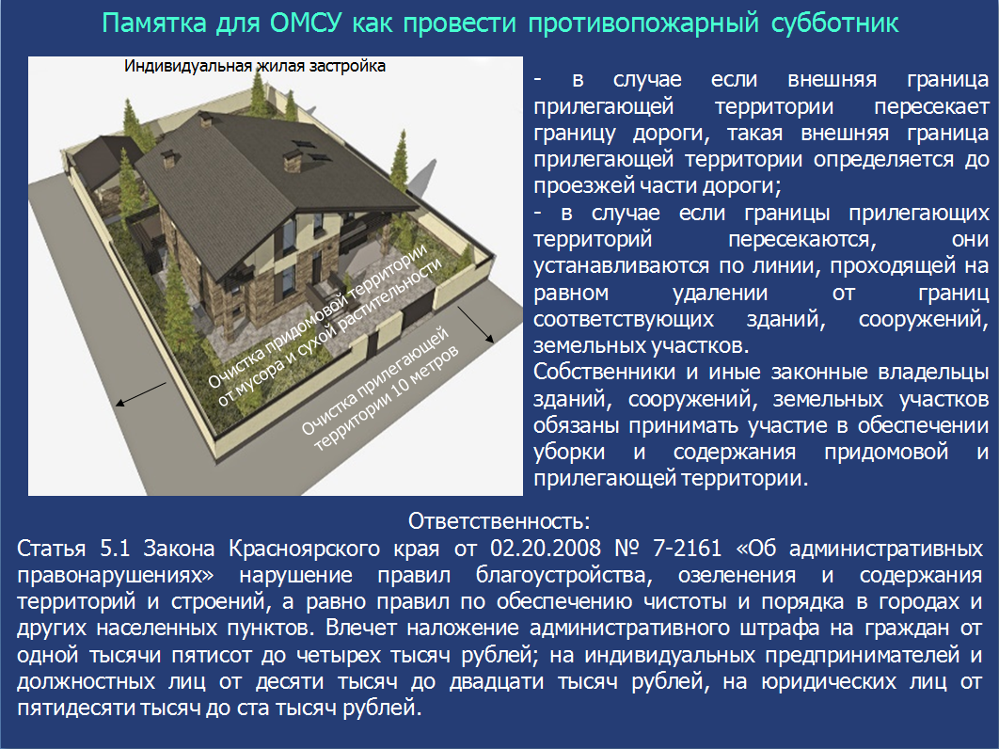 Памятка для ОМСУ как провести противопожарный субботник
Индивидуальная жилая застройка
Очистка придомовой территории
от мусора и сухой растительности
Очистка прилегающей
территории 10 метров
- в случае если внешняя граница
прилегающей территории пересекает
границу дороги, такая внешняя граница
прилегающей территории определяется до
проезжей части дороги;
- в случае если границы прилегающих
территорий пересекаются, они
устанавливаются по линии, проходящей на
равном удалении от границ
соответствующих зданий, сооружений,
земельных участков.
Собственники и иные законные владельцы
зданий, сооружений, земельных участков
обязаны принимать участие в обеспечении
уборки и содержания придомовой и
прилегающей территории.
Ответственность:
Статья 5.1 Закона Красноярского края от 02.20.2008 № 7-2161 «Об административных
правонарушениях» нарушение правил благоустройства, озеленения и содержания
территорий и строений, а равно правил по обеспечению чистоты и порядка в городах и
других населенных пунктов. Влечет наложение административного штрафа на граждан от
одной тысячи пятисот до четырех тысяч рублей; на индивидуальных предпринимателей и
должностных лиц от десяти тысяч до двадцати тысяч рублей, на юридических лиц от
пятидесяти тысяч до ста тысяч рублей.